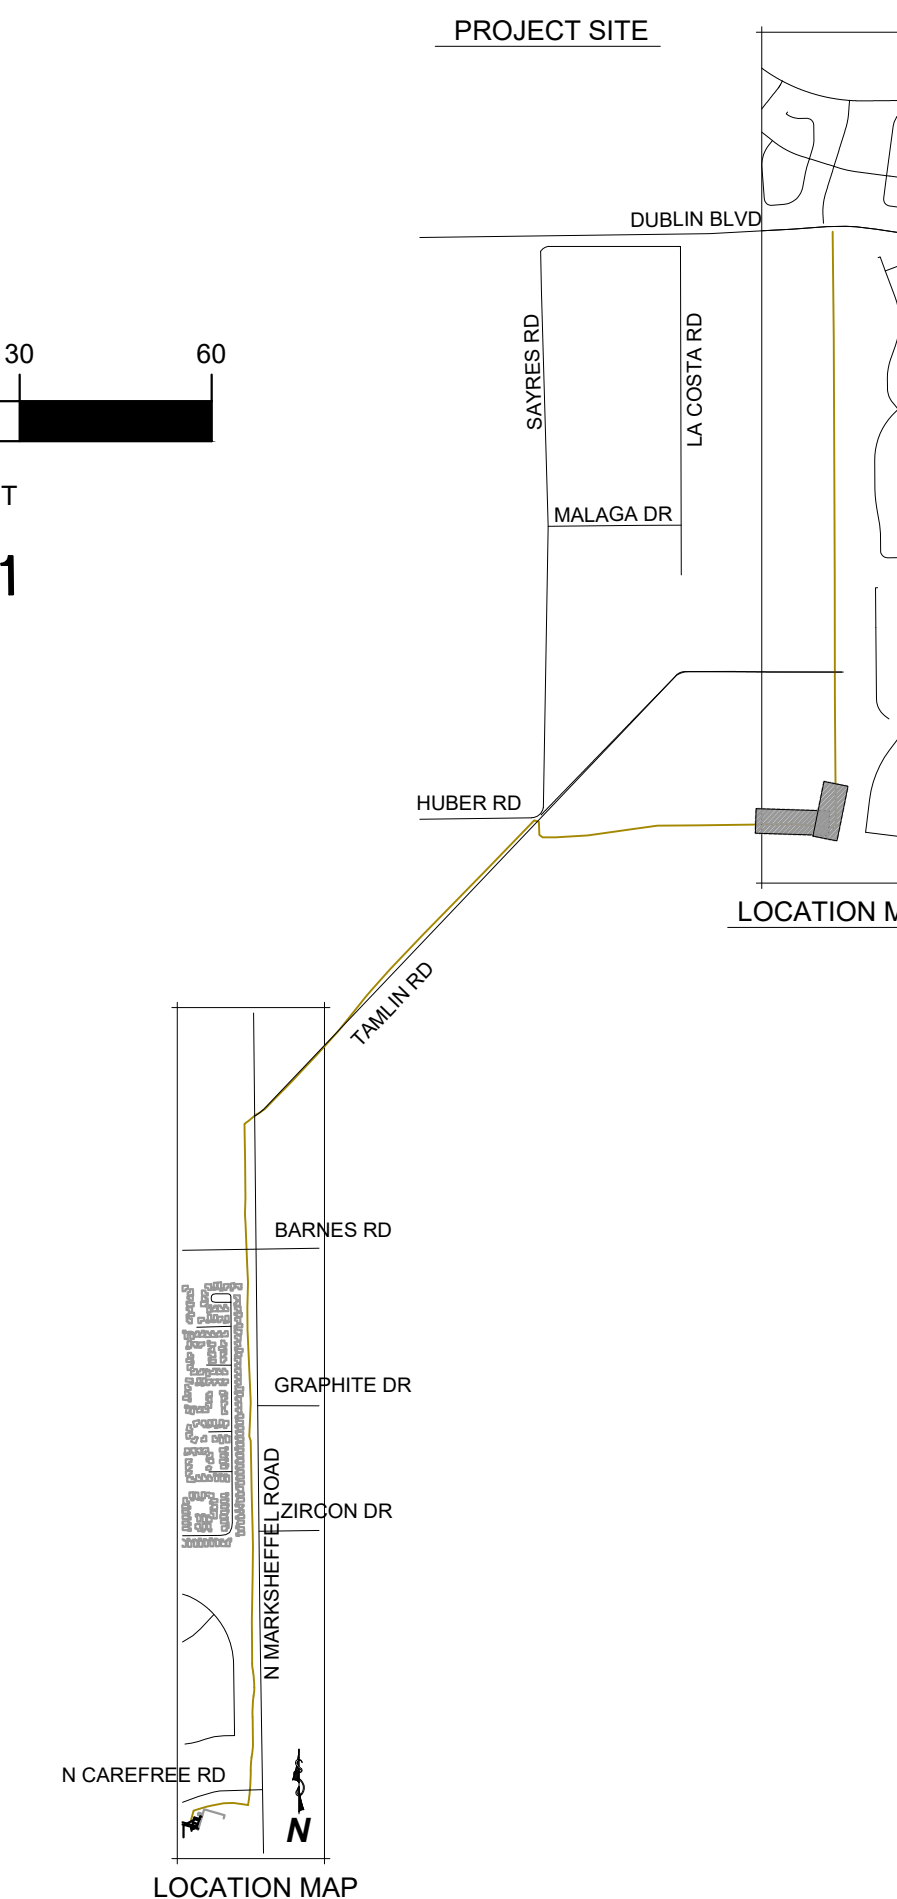 PROJECT SITE
DUBLIN BLVD
SAYRES RD
LA COSTA RD
30
60
T
MALAGA DR
1
HUBER RD
LOCATION M
TAMLIN RD
BARNES RD
GRAPHITE DR
N MARKSHEFFEL ROAD
ZIRCON DR
N CAREFREE RD
N
LOCATION MAP